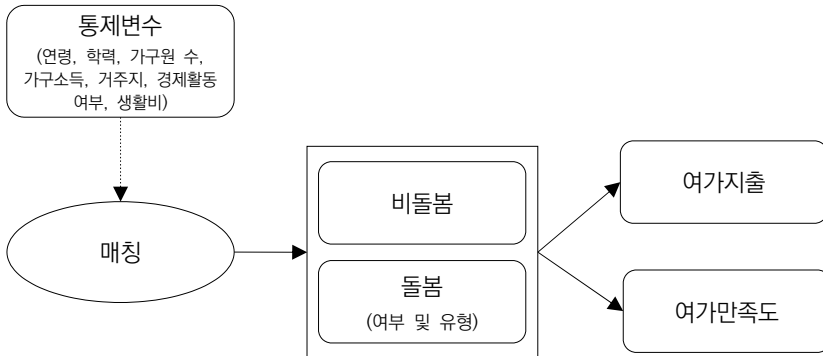 통제변수
(연령, 학력, 가구원 수,
가구소득, 거주지, 경제활동
여부, 생활비)
매칭
비돌봄
돌봄
(여부 및 유형)
여가지출
여가만족도